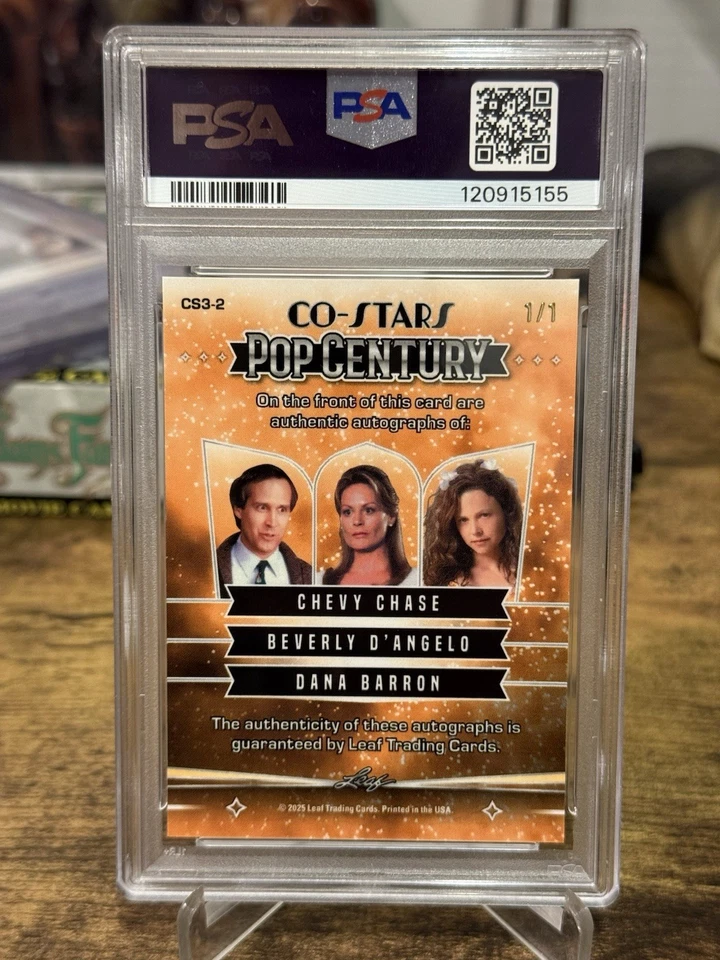 PSA
PSA
120915155
CS3-2
CO-STARS
1/1
POP CENTURY
On the front of this card are
authentic autographs of:
CHEVY CHASE
BEVERLY D'ANGELO
DANA BARRON
The authenticity of these autographs is
guaranteed by Leaf Trading Cards.
Leaf
© 2025 Leaf Trading Cards. Printed in the USA.